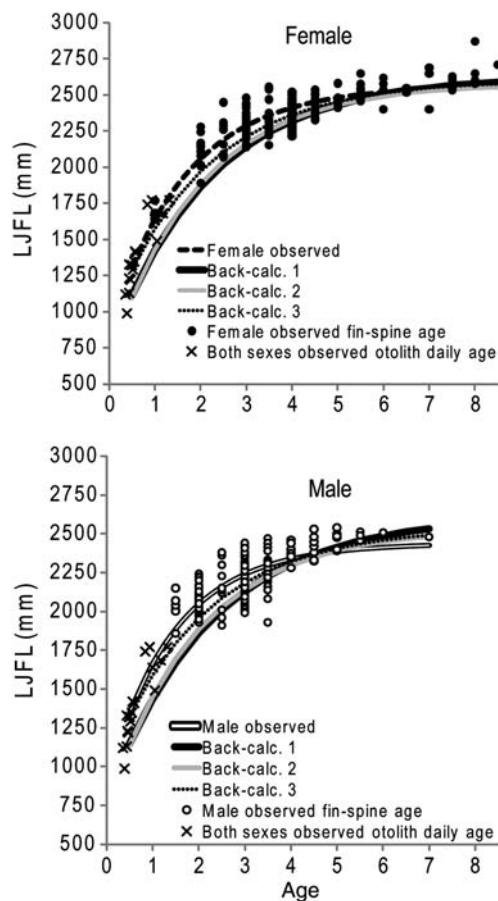 Female
3000
2750
2500
2250
2000
1750
1500
1250
1000
750
500
LJFL (mm)
Female observed
Back-calc. 1
Back-calc. 2
Back-calc. 3
Female observed fin-spine age
Both sexes observed otolith daily age
0 1 2 3 4 5 6 7 8
Male
3000
2750
2500
2250
2000
1750
1500
1250
1000
750
500
LJFL (mm)
Male observed
Back-calc. 1
Back-calc. 2
Back-calc. 3
Male observed fin-spine age
Both sexes observed otolith daily age
0 1 2 3 4 5 6 7 8
Age